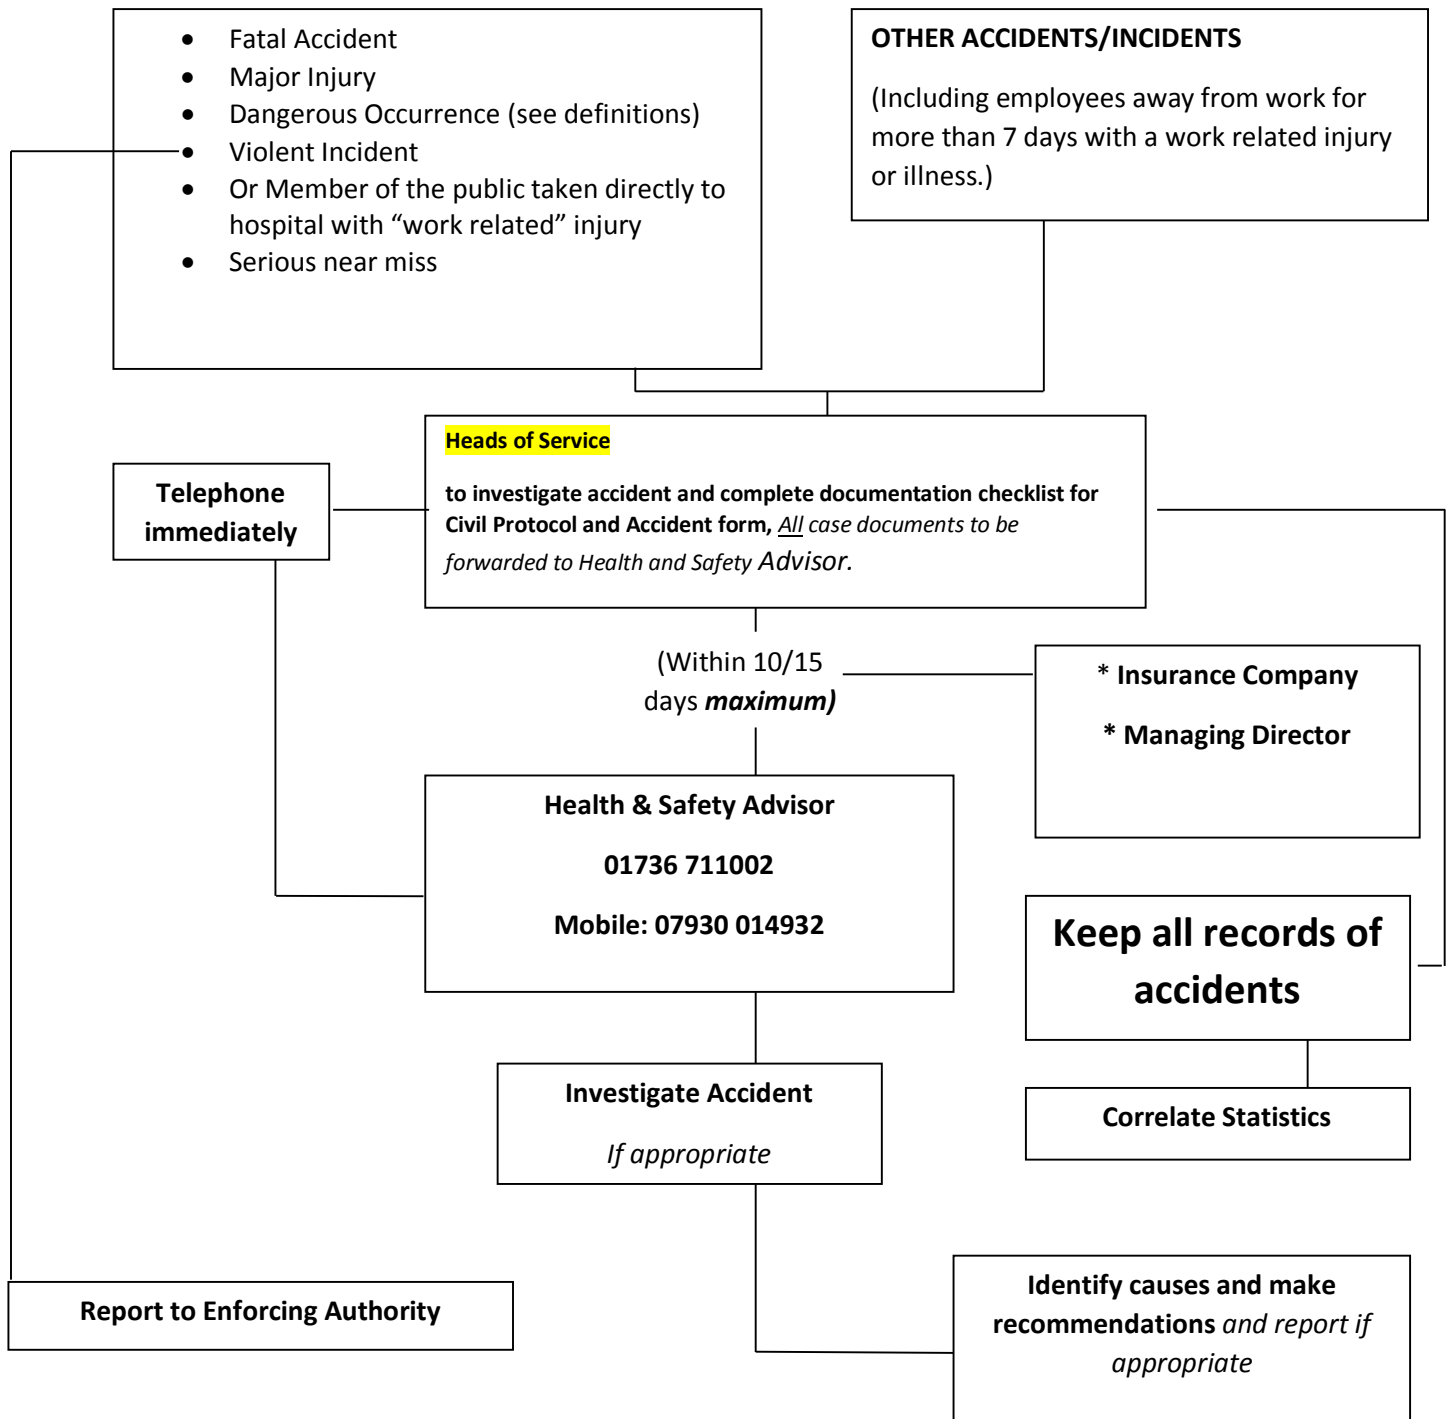 • Fatal Accident
• Major Injury
• Dangerous Occurrence (see definitions)
• Violent Incident
• Or Member of the public taken directly to
hospital with “work related” injury
• Serious near miss
OTHER ACCIDENTS/INCIDENTS
(Including employees away from work for
more than 7 days with a work related injury
or illness.)
Heads of Service
to investigate accident and complete documentation checklist for
Civil Protocol and Accident form, All case documents to be
forwarded to Health and Safety Advisor.
Telephone
immediately
(Within 10/15
days maximum)
* Insurance Company
* Managing Director
Health & Safety Advisor
01736 711002
Mobile: 07930 014932
Keep all records of
accidents
Investigate Accident
If appropriate
Correlate Statistics
Report to Enforcing Authority
Identify causes and make
recommendations and report if
appropriate